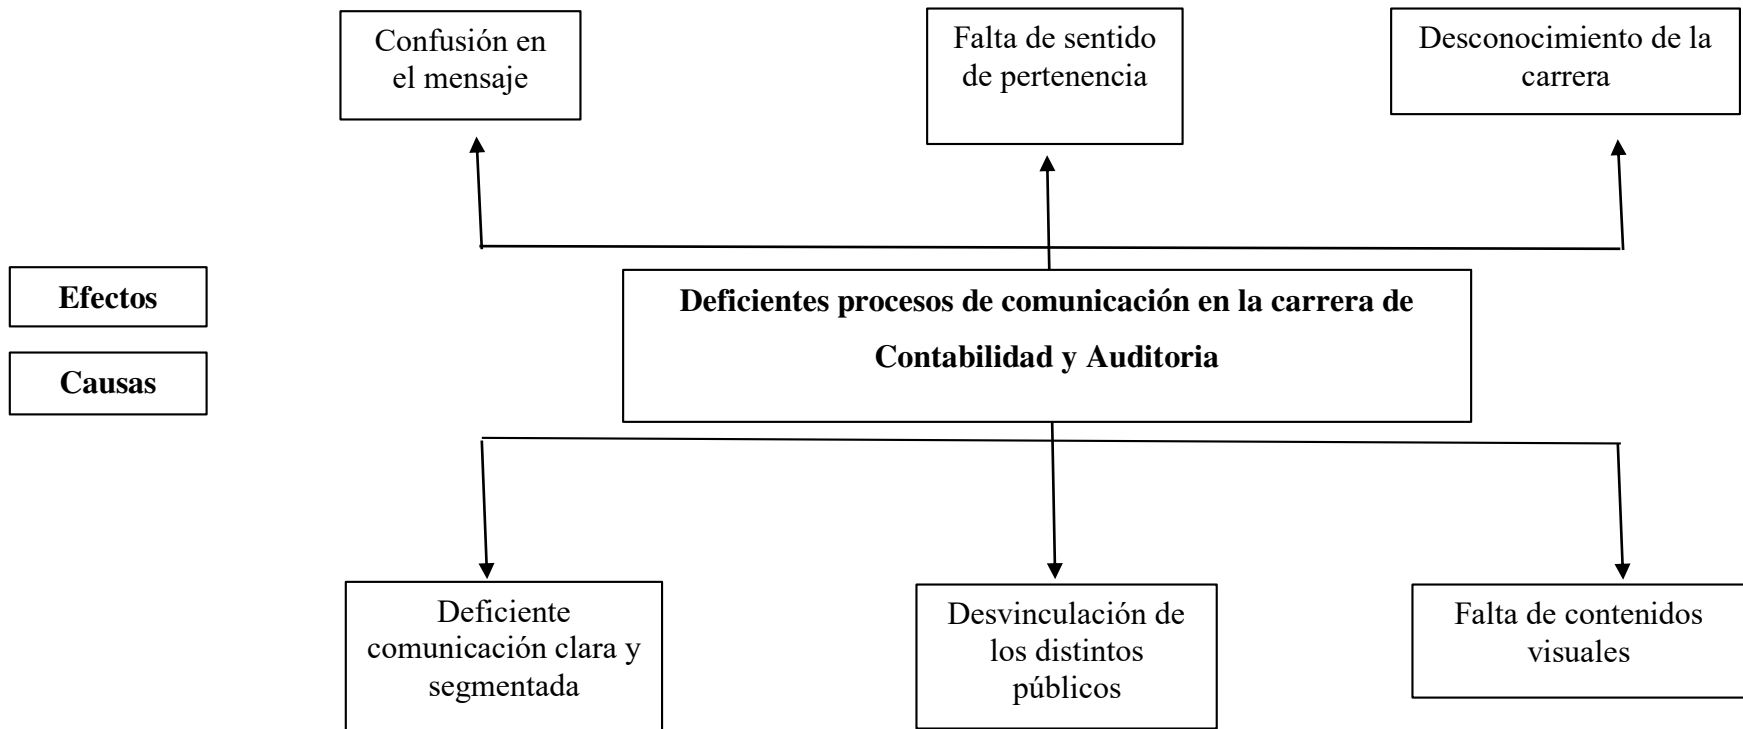 Confusión en
el mensaje
Falta de sentido
de pertenencia
Desconocimiento de la
carrera
Efectos
Causas
Deficientes procesos de comunicación en la carrera de
Contabilidad y Auditoria
Deficiente
comunicación clara y
segmentada
Desvinculación de
los distintos
públicos
Falta de contenidos
visuales